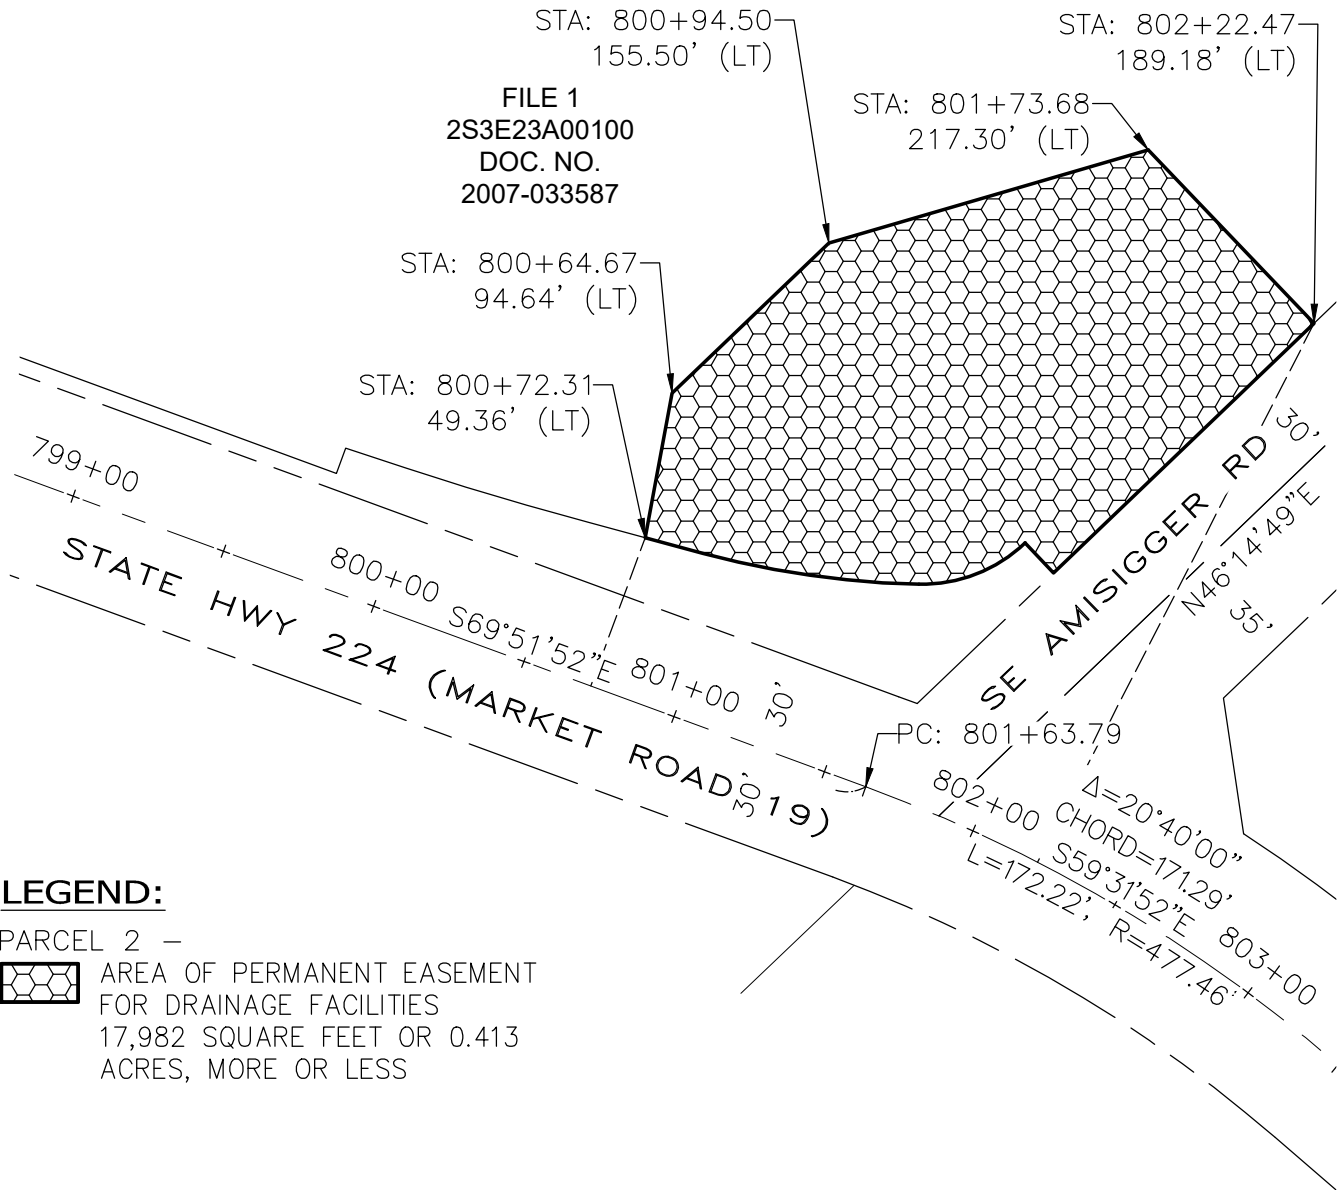 STA: 800+94.50
155.50’ (LT)
STA: 802+22.47
189.18’ (LT)
FILE 1
2S3E23A00100
DOC. NO.
2007-033587
STA: 801+73.68
217.30’ (LT)
STA: 800+64.67
94.64’ (LT)
STA: 800+72.31
49.36’ (LT)
799+00
800+00
S69°51’52”E
801+00
30’
30’
STATE HWY 224 (MARKET ROAD 19)
SE AMISIGGER RD
30’
N46°14’49”E
35’
PC: 801+63.79
802+00
Δ=20°40’00”
CHORD=171.29’
S59°31’52”E
L=172.22’, R=477.46’
803+00
LEGEND:
PARCEL 2 –
AREA OF PERMANENT EASEMENT
FOR DRAINAGE FACILITIES
17,982 SQUARE FEET OR 0.413
ACRES, MORE OR LESS